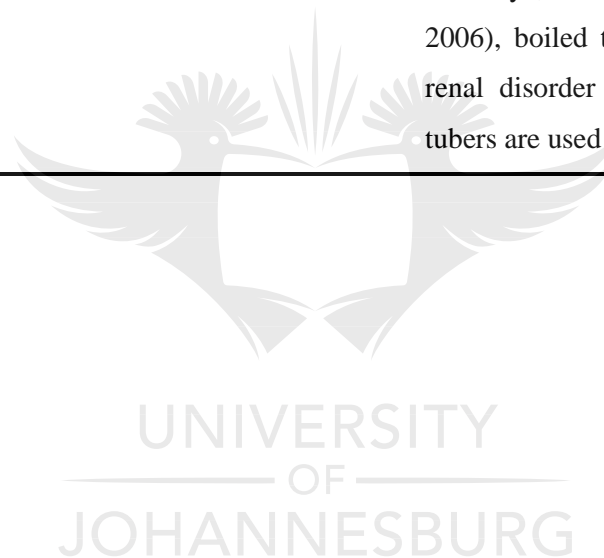 2006), boiled
renal disorder
tubers are used
UNIVERSITY
OF
JOHANNESBURG